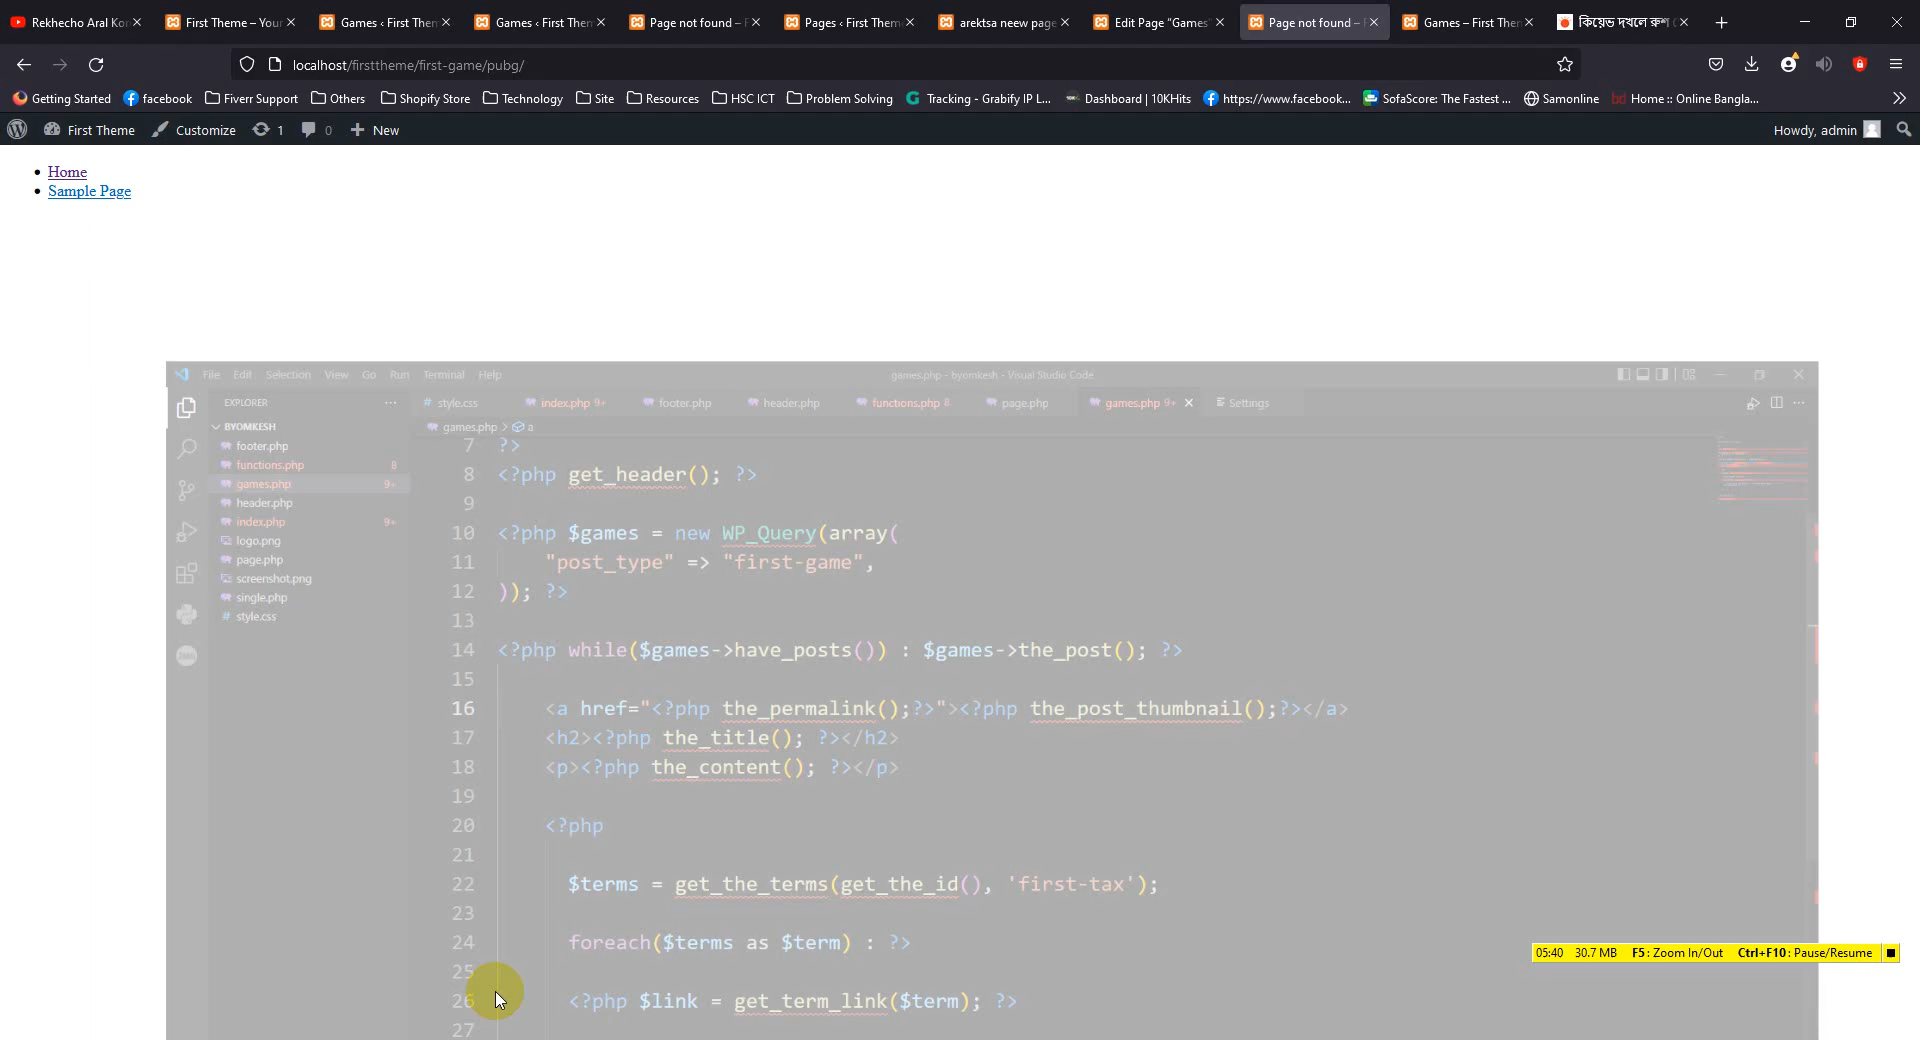 Rekhecho Aral Kor
First Theme – Your
Games ‹ First Them
Games ‹ First Them
Page not found – F
Pages ‹ First Theme
arektsa neew page
Edit Page “Games”
Page not found – F
Games – First Them
কিয়েভ দখলে রুশ
localhost/firsttheme/first-game/pubg/
Getting Started
facebook
Fiverr Support
Others
Shopify Store
Technology
Site
Resources
HSC ICT
Problem Solving
Tracking - Grabify IP L...
Dashboard | 10KHits
https://www.facebook...
SofaScore: The Fastest ...
Samonline
bd Home :: Online Bangla...
First Theme
Customize
1
0
New
Howdy, admin
Home
Sample Page
File Edit Selection View Go Run Terminal Help
games.php - byomkesh - Visual Studio Code
EXPLORER
style.css
index.php 9+
footer.php
header.php
functions.php 8
page.php
games.php 9+
Settings
BYOMKESH
footer.php
functions.php 8
games.php 9+
header.php
index.php 9+
logo.png
page.php
screenshot.png
single.php
style.css
games.php > a
7 ?>
8 <?php get_header(); ?>
9
10 <?php $games = new WP_Query(array(
11 "post_type" => "first-game",
12 )); ?>
13
14 <?php while($games->have_posts()) : $games->the_post(); ?>
15
16 <a href="<?php the_permalink();?>"><?php the_post_thumbnail();?></a>
17 <h2><?php the_title(); ?></h2>
18 <p><?php the_content(); ?></p>
19
20 <?php
21
22 $terms = get_the_terms(get_the_id(), 'first-tax');
23
24 foreach($terms as $term) : ?>
25
26 <?php $link = get_term_link($term); ?>
27
05:40 30.7 MB F5: Zoom In/Out Ctrl+F10: Pause/Resume